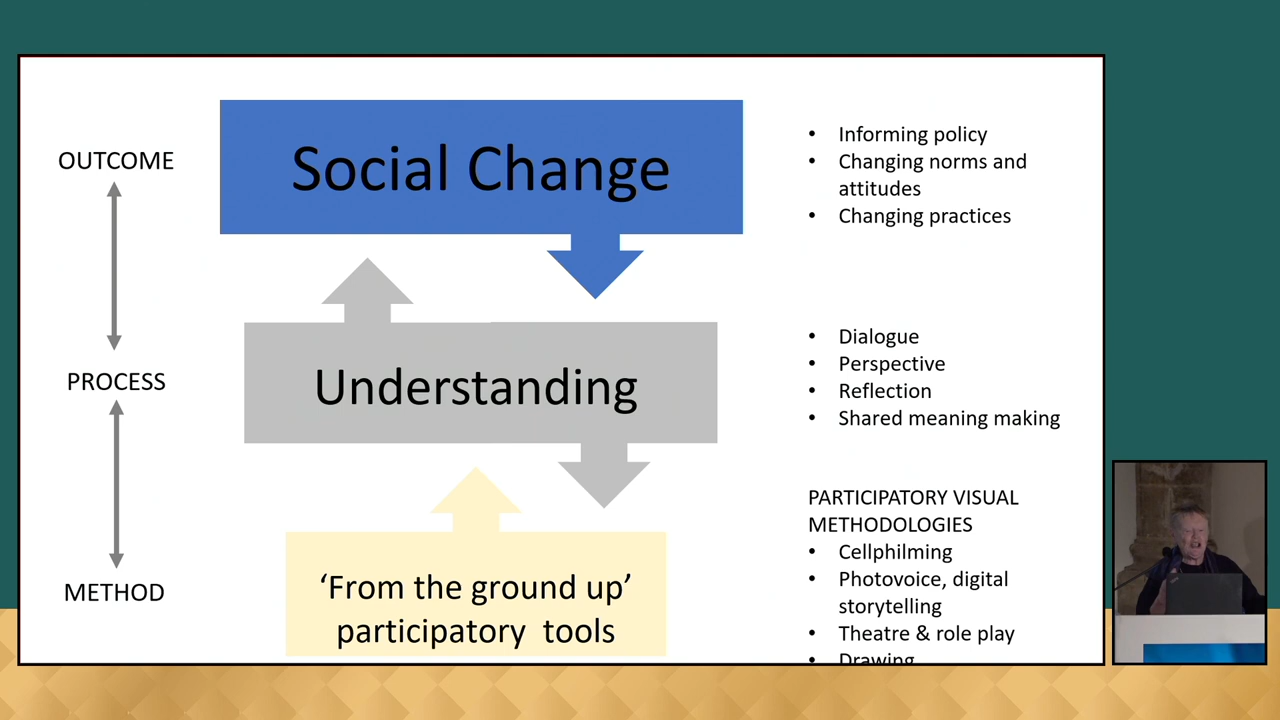 OUTCOME
Social Change
• Informing policy
• Changing norms and
attitudes
• Changing practices
PROCESS
Understanding
• Dialogue
• Perspective
• Reflection
• Shared meaning making
METHOD
‘From the ground up’
participatory tools
PARTICIPATORY VISUAL
METHODOLOGIES
• Cellphilming
• Photovoice, digital
storytelling
• Theatre & role play
• Drawing